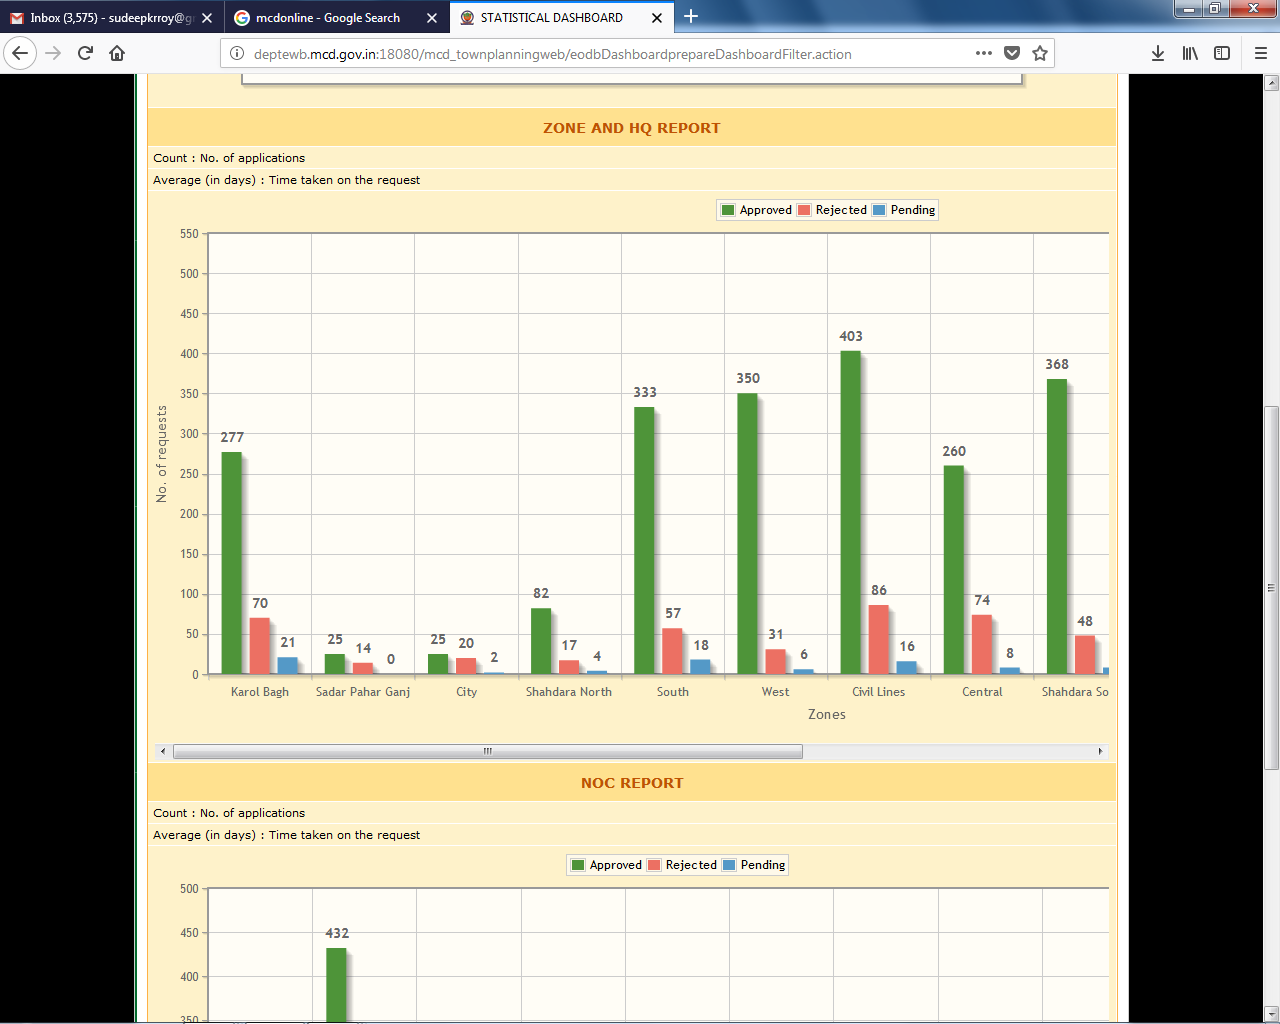 Inbox (3,575) - sudeepkrroy@g
mcdonline - Google Search
STATISTICAL DASHBOARD
deptewb.mcd.gov.in:18080/mcd_townplanningweb/eodbDashboardprepareDashboardFilter.action
ZONE AND HQ REPORT
Count : No. of applications
Average (in days) : Time taken on the request
Approved Rejected Pending
550
500
450
400
350
300
250
200
150
100
50
0
No. of requests
277 70 21
25 14 0
25 20 2
82 17 4
333 57 18
350 31 6
403 86 16
260 74 8
368 48
Karol Bagh Sadar Pahar Ganj City Shahdara North South West Civil Lines Central Shahdara So
Zones
NOC REPORT
Count : No. of applications
Average (in days) : Time taken on the request
Approved Rejected Pending
500
450
400
350
432